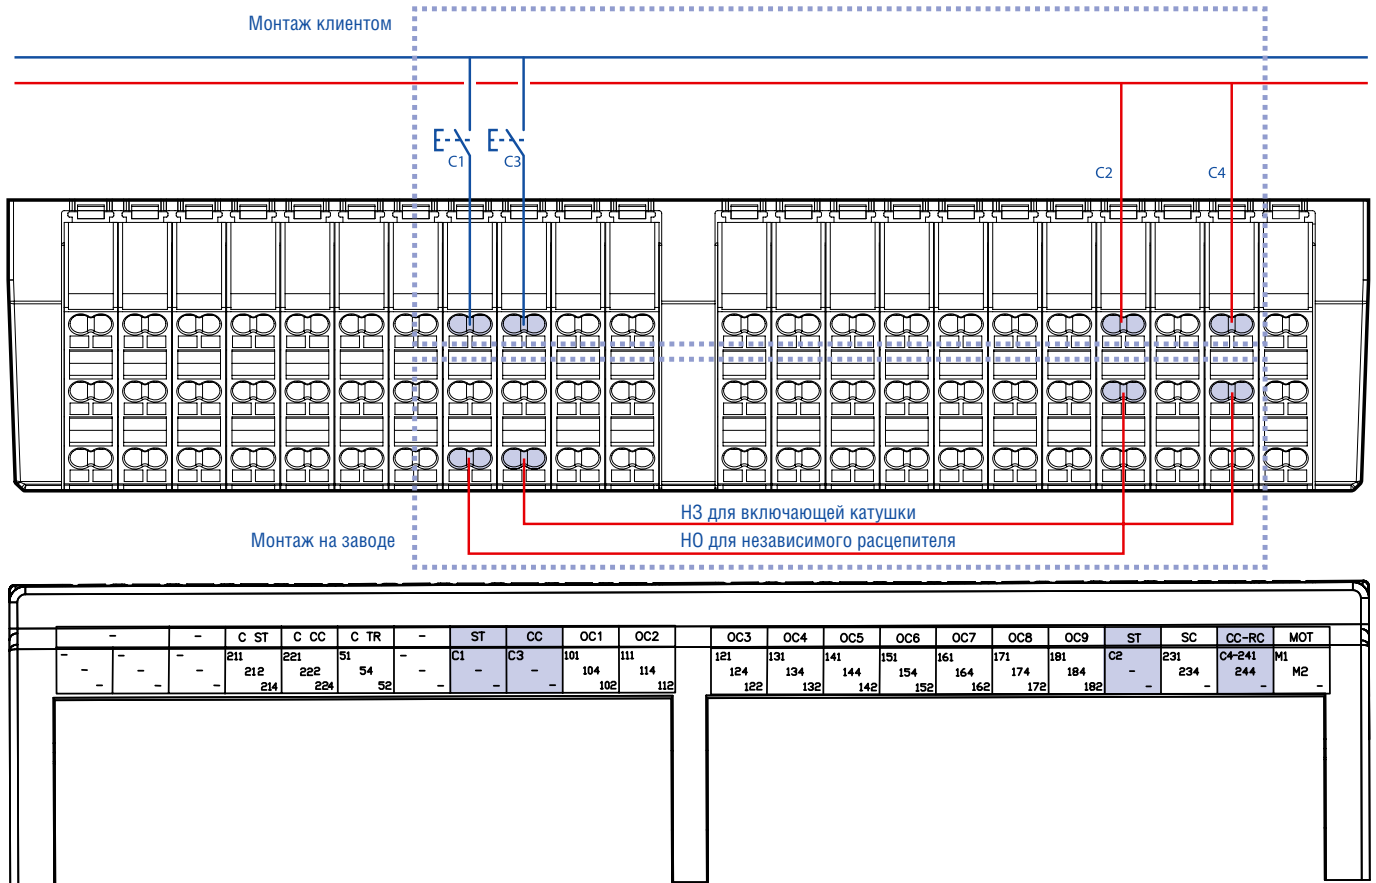 Монтаж клиентом
C1 C3
C2 C4
НЗ для включающей катушки
Монтаж на заводе НО для независимого расцепителя
- - C ST C CC C TR - ST CC OC1 OC2 OC3 OC4 OC5 OC6 OC7 OC8 OC9 ST SC CC-RC MOT
- - - 211 221 51 - C1 C3 101 111 121 131 141 151 161 171 181 C2 231 C4-241 M1
- - - 212 222 54 - - - 104 114 124 134 144 154 164 174 184 - 234 244 M2
- - - 214 224 52 - - - 102 112 122 132 142 152 162 172 182 - - - -